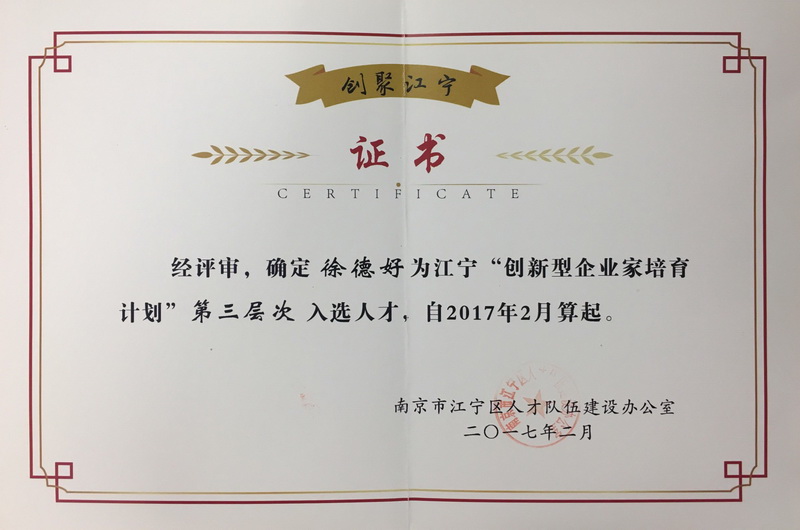 创聚江宁
证书
CERTIFICATE
经评审，确定 徐德好 为江宁“创新型企业家培育
计划” 第三层次 入选人才，自2017年2月算起。
南京市江宁区人才队伍建设办公室
二〇一七年二月